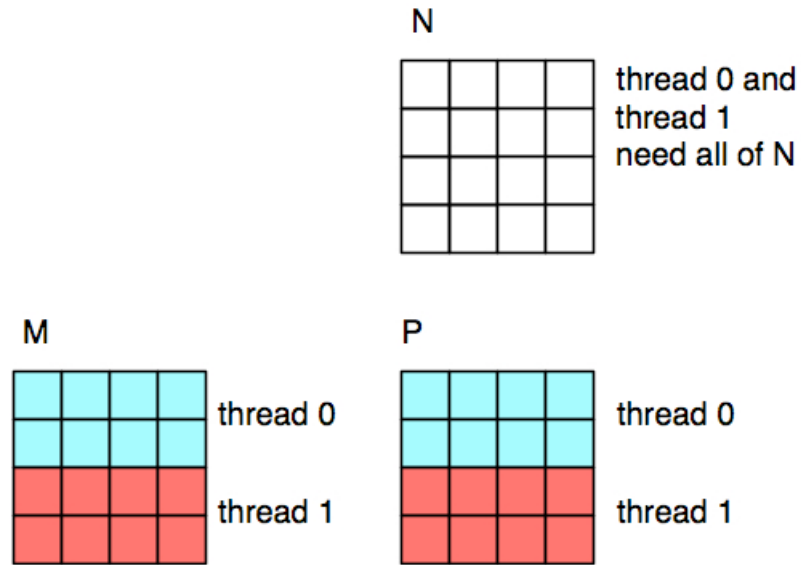 N
thread 0 and
thread 1
need all of N
M
P
thread 0
thread 0
thread 1
thread 1